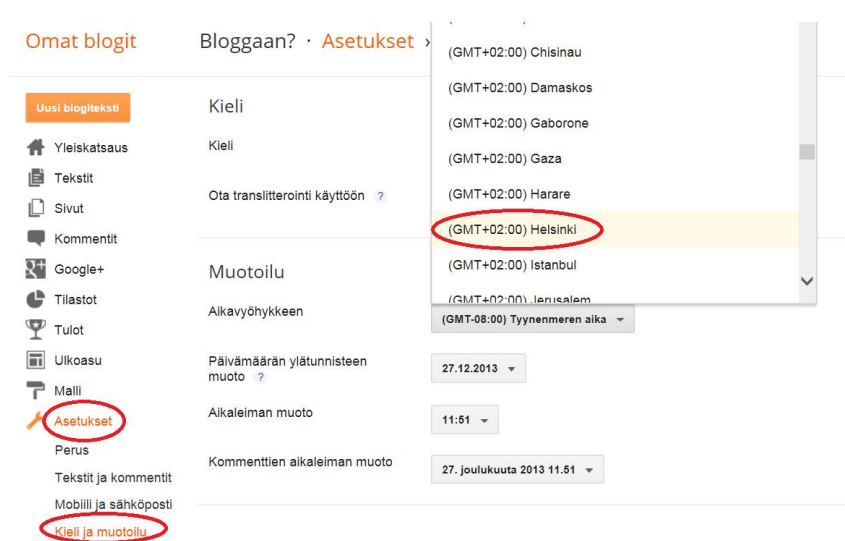 Omat blogit
Bloggaan? · Asetukset ›
Uusi blogiteksti
Yleiskatsaus
Tekstit
Sivut
Kommentit
Google+
Tilastot
Tulot
Ulkoasu
Malli
Asetukset
Perus
Tekstit ja kommentit
Mobiili ja sähköposti
Kieli ja muotoilu
Kieli
Kieli
Ota translitterointi käyttöön ?
(GMT+02:00) Chisinau
(GMT+02:00) Damaskos
(GMT+02:00) Gaborone
(GMT+02:00) Gaza
(GMT+02:00) Harare
(GMT+02:00) Helsinki
(GMT+02:00) Istanbul
(GMT+02:00) Jerusalem
Muotoilu
Aikavyöhykkeen
(GMT-08:00) Tyynenmeren aika
Päivämäärän ylätunnisteen
muoto ?
27.12.2013
Aikaleiman muoto
11:51
Kommenttien aikaleiman muoto
27. joulukuuta 2013 11.51